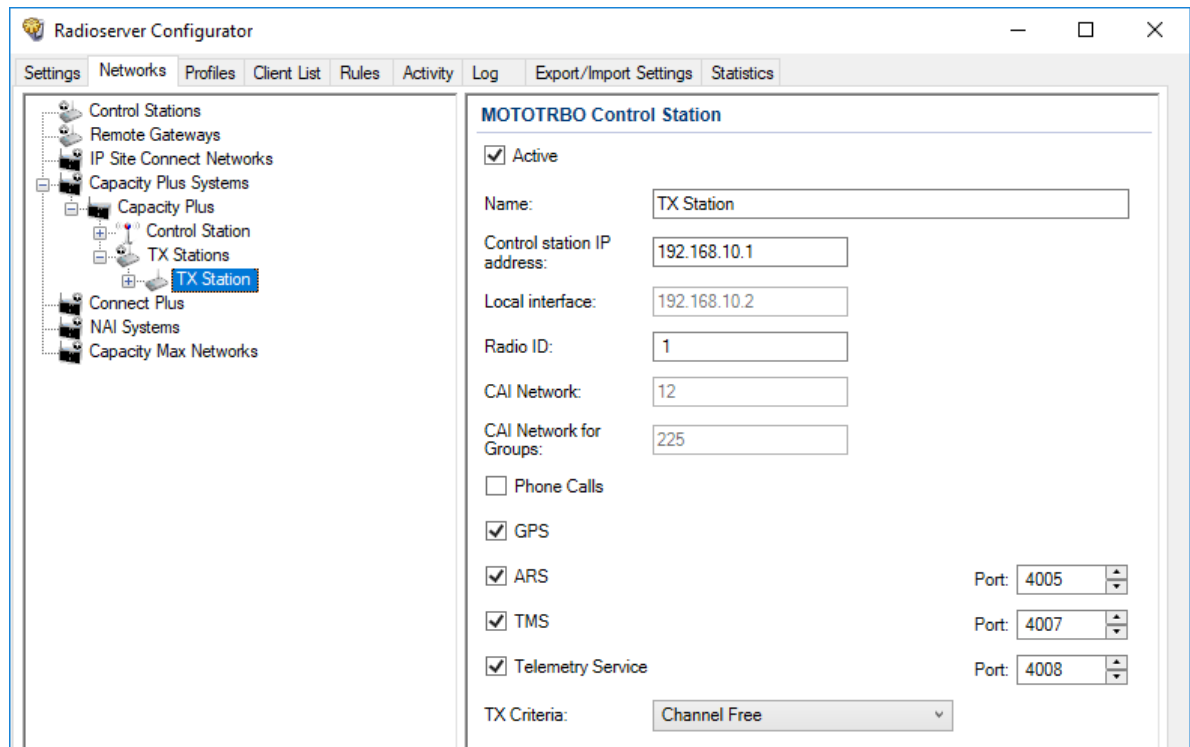 Radioserver Configurator
Settings Networks Profiles Client List Rules Activity Log Export/Import Settings Statistics
Control Stations
Remote Gateways
IP Site Connect Networks
Capacity Plus Systems
Capacity Plus
Control Station
TX Stations
TX Station
Connect Plus
NAI Systems
Capacity Max Networks
MOTOTRBO Control Station
Active
Name: TX Station
Control station IP
address: 192.168.10.1
Local interface: 192.168.10.2
Radio ID: 1
CAI Network: 12
CAI Network for
Groups: 225
Phone Calls
GPS
ARS Port: 4005
TMS Port: 4007
Telemetry Service Port: 4008
TX Criteria: Channel Free